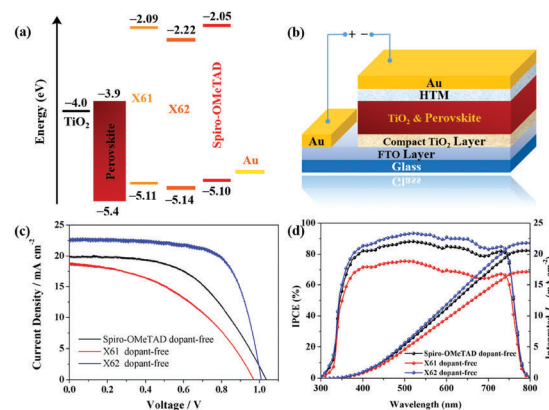 (a)
Energy (eV)
−4.0
TiO2
−3.9
Perovskite
−5.4
−2.09
X61
−5.11
−2.22
X62
−5.14
−2.05
Spiro-OMeTAD
−5.10
Au
(b)
+ −
Au
HTM
TiO2 & Perovskite
Au
Compact TiO2 Layer
FTO Layer
Glass
(c)
Current Density / mA cm-2
25
20
15
10
5
0
Spiro-OMeTAD dopant-free
X61 dopant-free
X62 dopant-free
0.0 0.2 0.4 0.6 0.8 1.0
Voltage / V
(d)
IPCE (%)
100
80
60
40
20
0
Spiro-OMeTAD dopant-free
X61 dopant-free
X62 dopant-free
300 400 500 600 700 800
Wavelength (nm)
25
20
15
10
5
0
(mA cm-2)